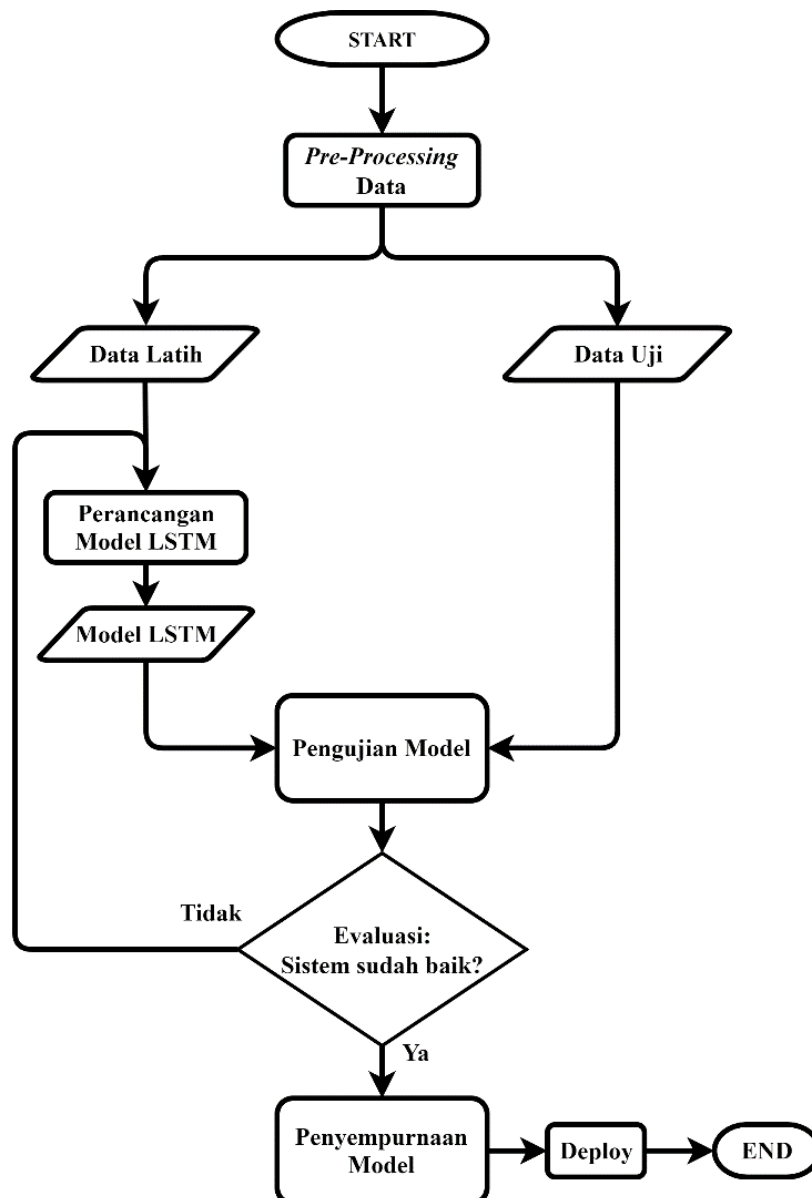 START
Pre-Processing
Data
Data Latih
Data Uji
Perancangan
Model LSTM
Model LSTM
Pengujian Model
Tidak
Evaluasi:
Sistem sudah baik?
Ya
Penyempurnaan
Model
Deploy
END